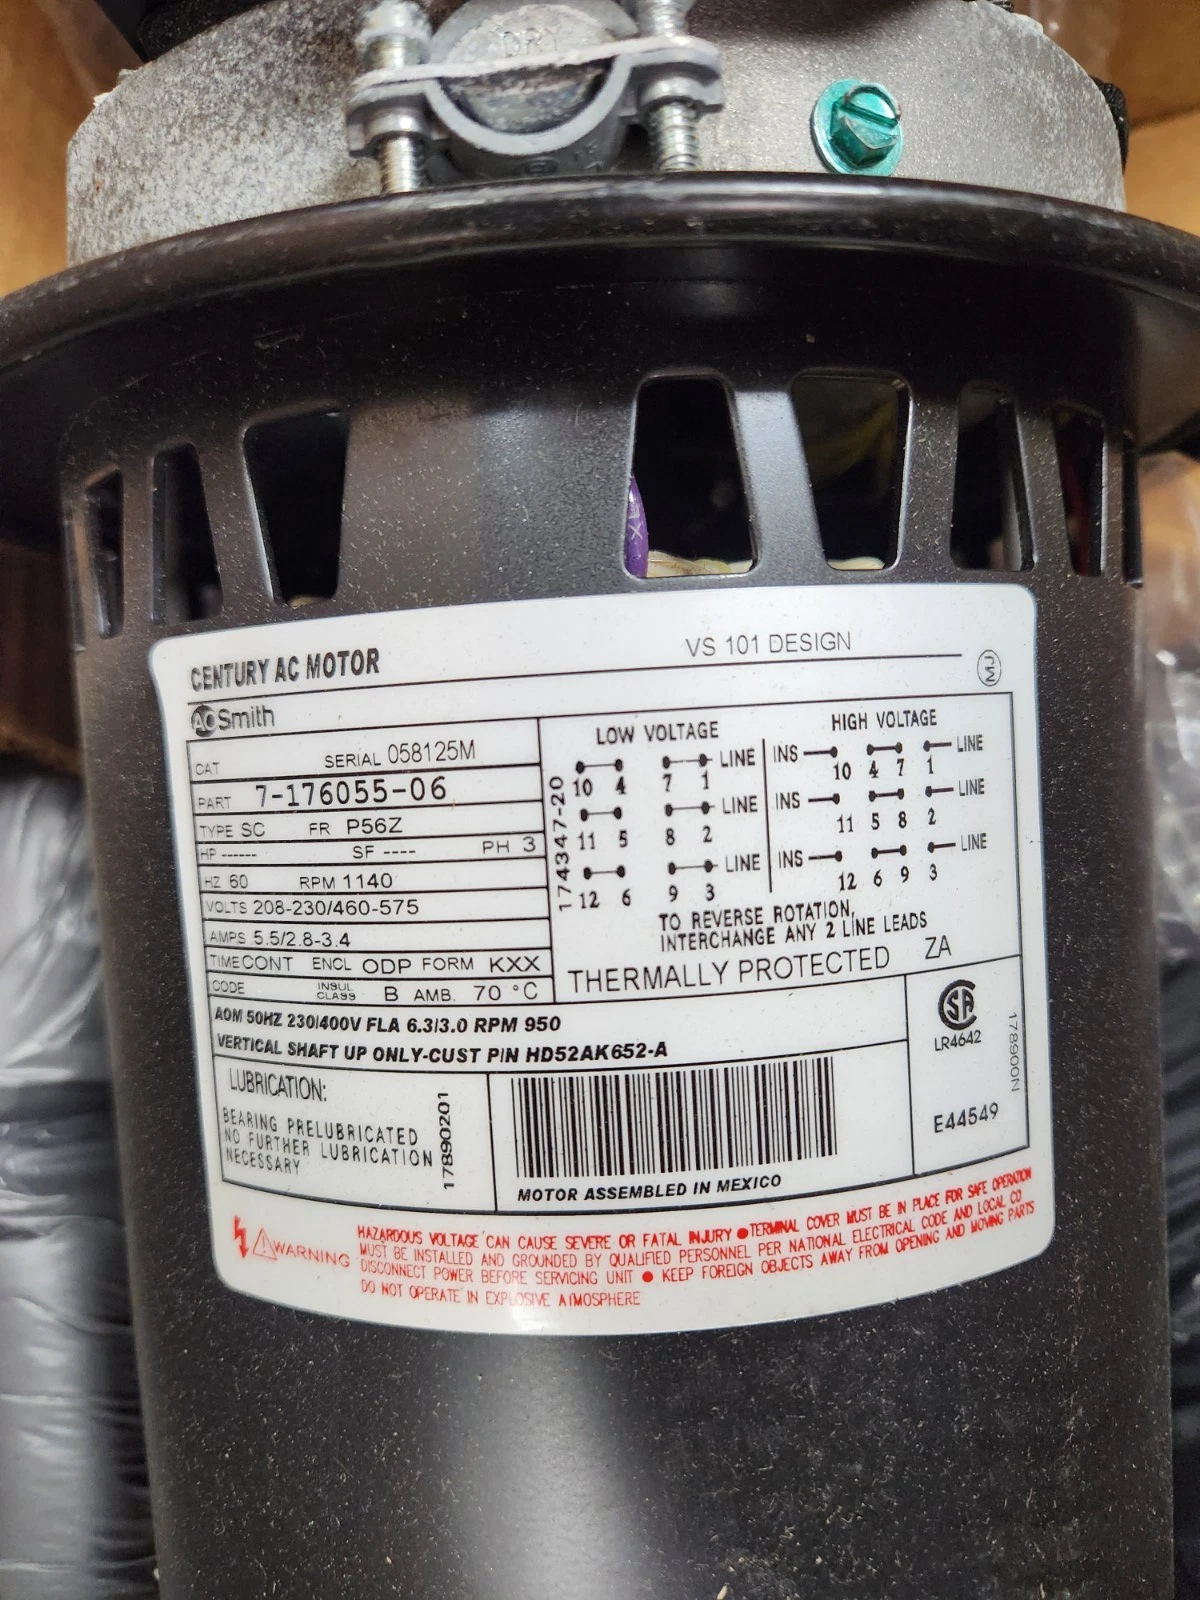 DRY
CENTURY AC MOTOR
VS 101 DESIGN
AO Smith
CAT SERIAL 058125M
PART 7-176055-06
TYPE SC FR P56Z
HP ------ SF ---- PH 3
HZ 60 RPM 1140
VOLTS 208-230/460-575
AMPS 5.5/2.8-3.4
TIME CONT ENCL ODP FORM KXX
CODE INSUL CLASS B AMB. 70 °C
174347-20
LOW VOLTAGE
LINE
10 4 7 1
LINE
11 5 8 2
LINE
12 6 9 3
HIGH VOLTAGE
INS LINE
10 4 7 1
INS LINE
11 5 8 2
INS LINE
12 6 9 3
TO REVERSE ROTATION,
INTERCHANGE ANY 2 LINE LEADS
THERMALLY PROTECTED ZA
AOM 50HZ 230/400V FLA 6.3/3.0 RPM 950
VERTICAL SHAFT UP ONLY-CUST P/N HD52AK652-A
LUBRICATION:
BEARING PRELUBRICATED
NO FURTHER LUBRICATION
NECESSARY
17890201
MOTOR ASSEMBLED IN MEXICO
SA
LR4642
178900N
E44549
WARNING
HAZARDOUS VOLTAGE CAN CAUSE SEVERE OR FATAL INJURY ● TERMINAL COVER MUST BE IN PLACE FOR SAFE OPERATION
MUST BE INSTALLED AND GROUNDED BY QUALIFIED PERSONNEL PER NATIONAL ELECTRICAL CODE AND LOCAL CO
DISCONNECT POWER BEFORE SERVICING UNIT ● KEEP FOREIGN OBJECTS AWAY FROM OPENING AND MOVING PARTS
DO NOT OPERATE IN EXPLOSIVE ATMOSPHERE